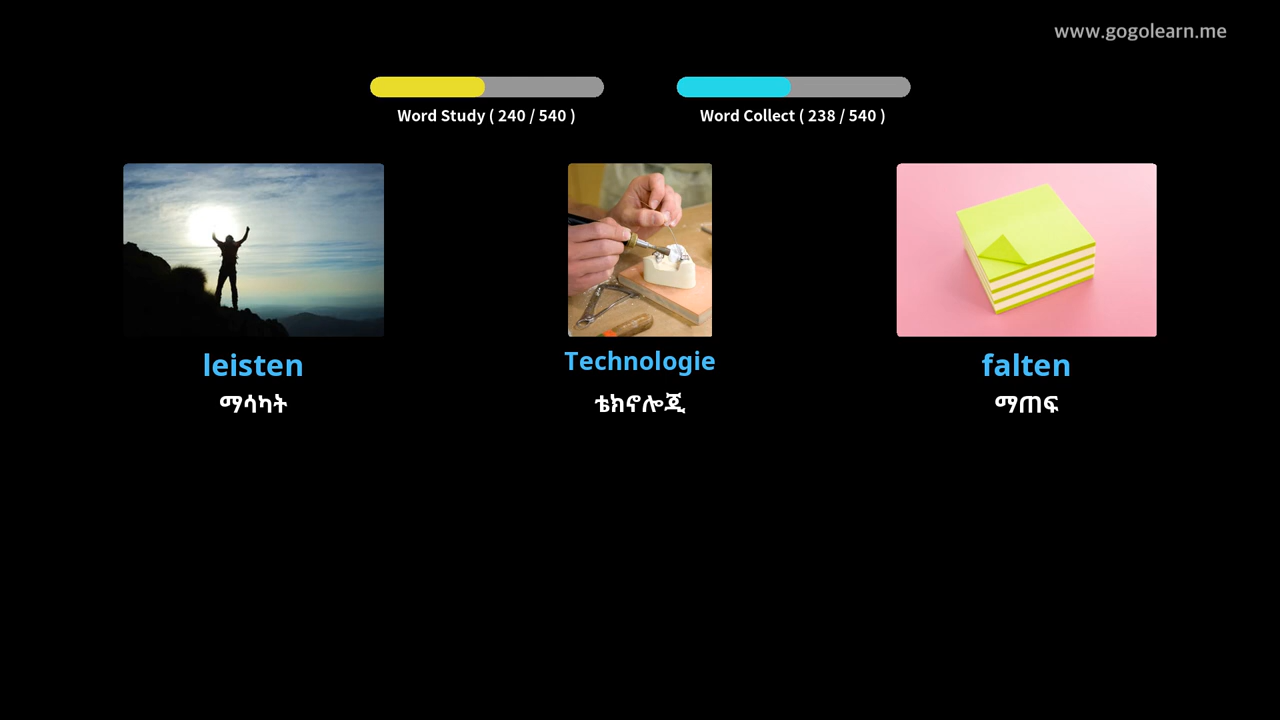 www.gogolearn.me
Word Study ( 240 / 540 )
Word Collect ( 238 / 540 )
leisten
ማሳካት
Technologie
ቴክኖሎጂ
falten
ማጠፍ